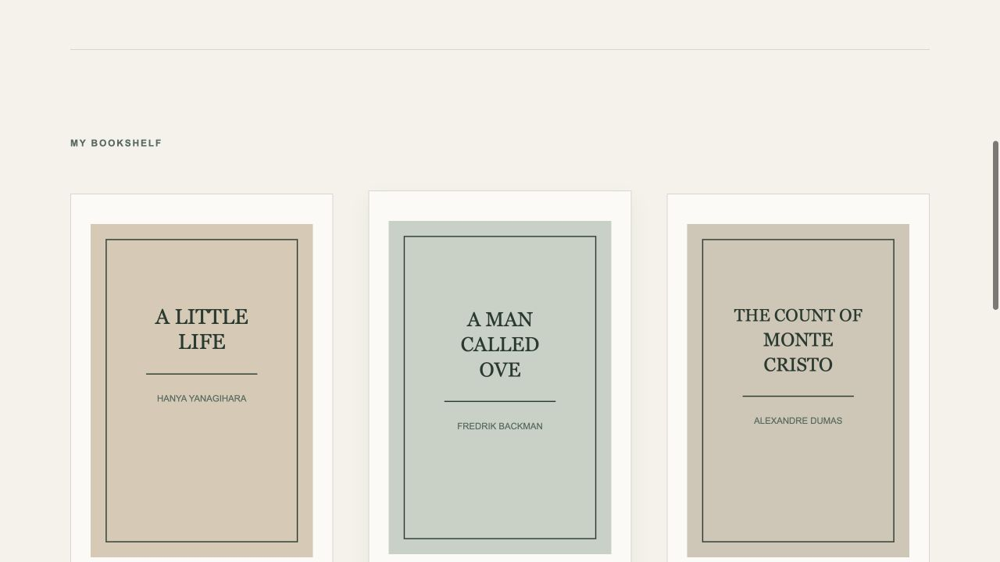 MY BOOKSHELF
A LITTLE
LIFE
HANYA YANAGIHARA
A MAN
CALLED
OVE
FREDRIK BACKMAN
THE COUNT OF
MONTE
CRISTO
ALEXANDRE DUMAS